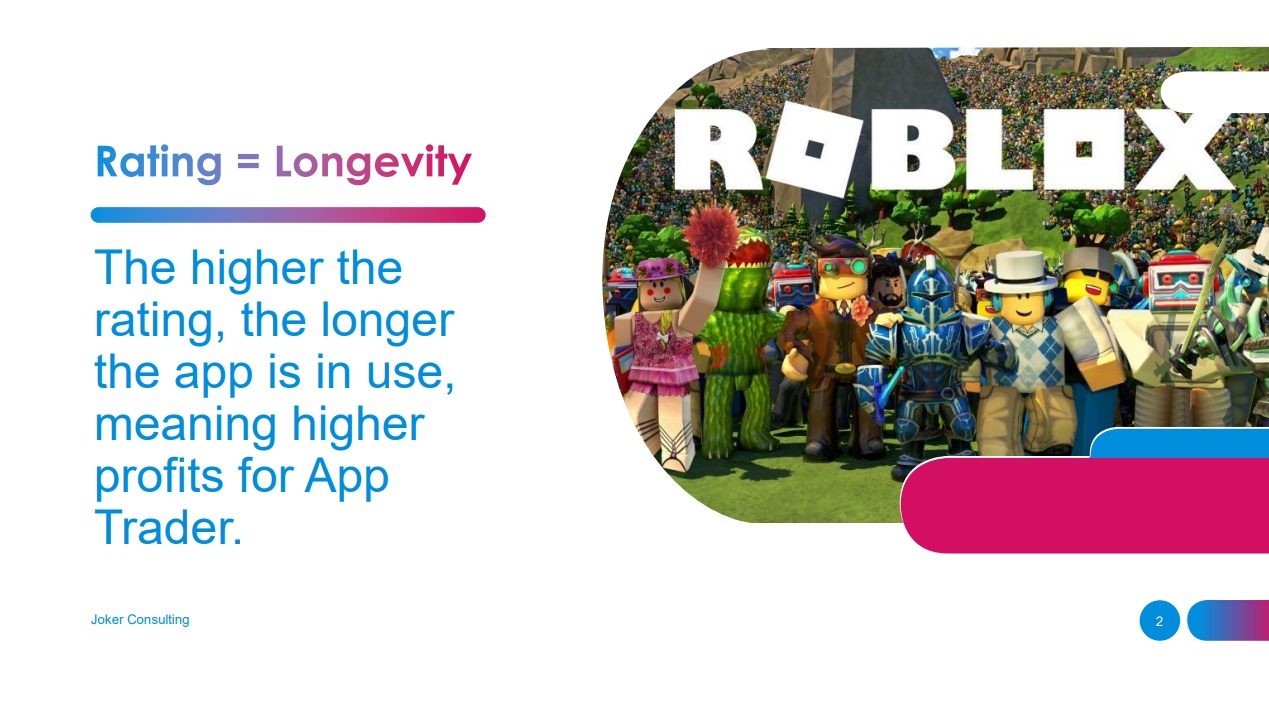 Rating = Longevity
The higher the
rating, the longer
the app is in use,
meaning higher
profits for App
Trader.
ROBLOX
Joker Consulting
2